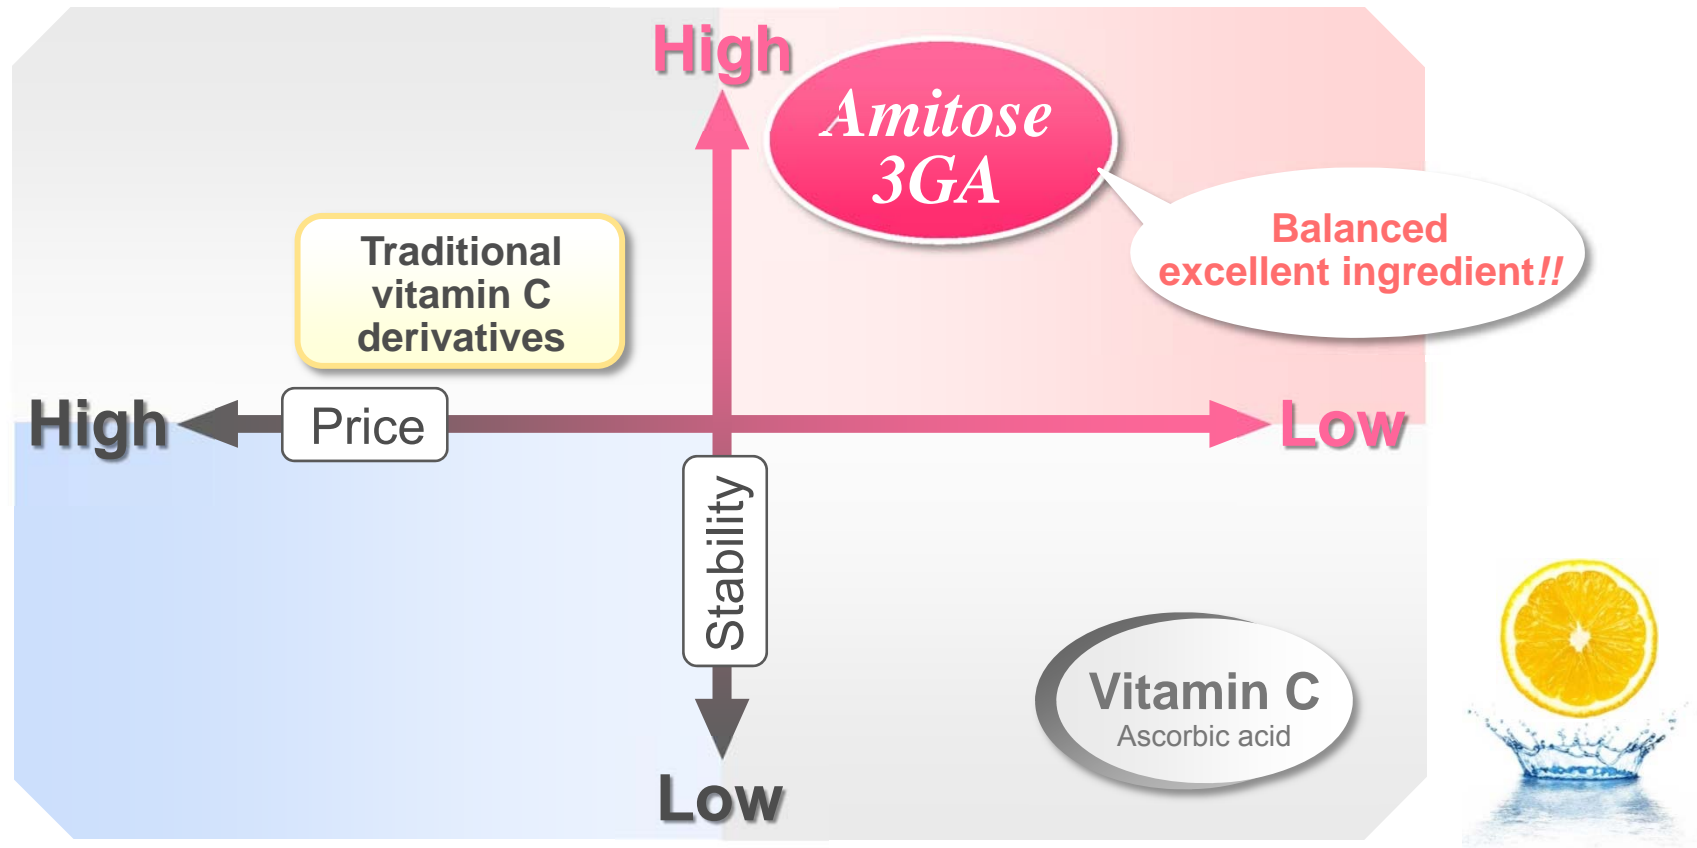 High
Amitose
3GA
Balanced
excellent ingredient!!
Traditional
vitamin C
derivatives
High
Price
Low
Stability
Vitamin C
Ascorbic acid
Low